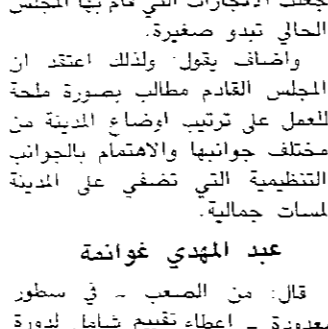 جعلت الانجازات التي قام بها المجلس
الحالي تبدو صغيرة.
واضاف يقول: ولذلك اعتقد ان
المجلس القادم مطالب بصورة ملحة
للعمل على ترتيب اوضاع المدينة من
مختلف جوانبها والاهتمام بالجوانب
التنظيمية التي تضفي على المدينة
لمسات جمالية.
عبد المهدي غوانمة
قال: من الصعب - في سطور
معدودة - اعطاء تقييم شامل لدورة